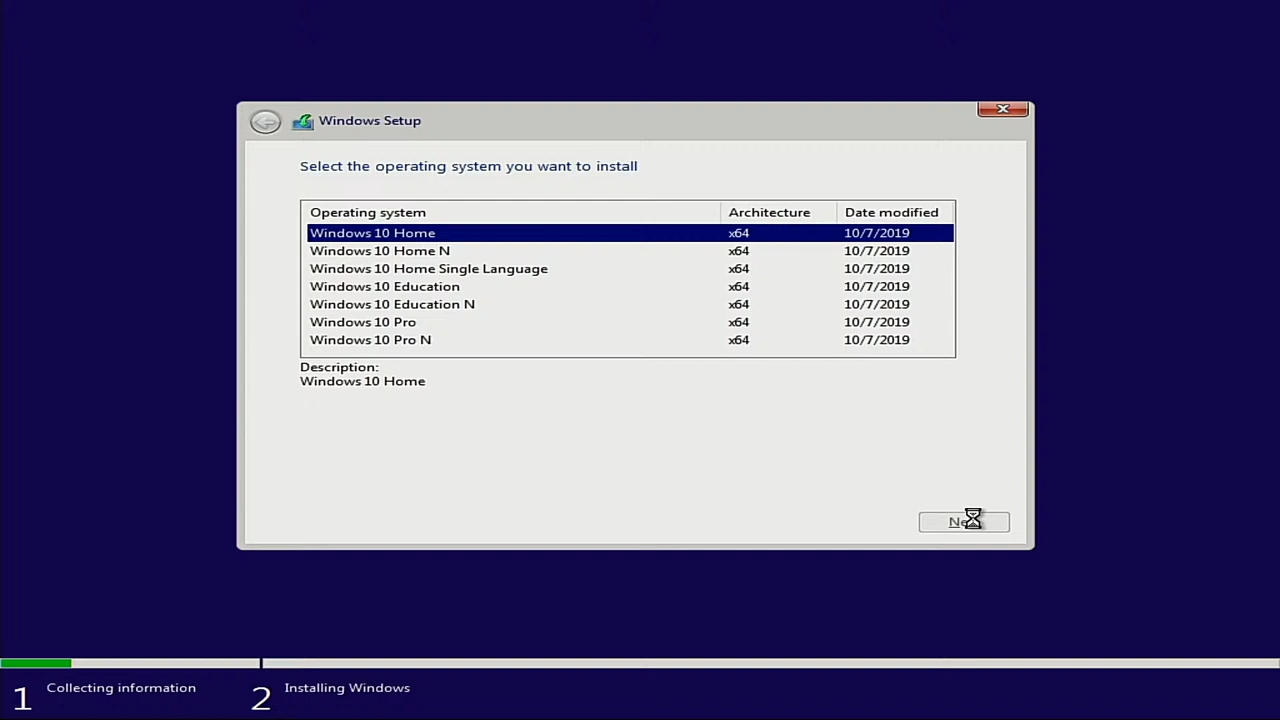 Windows Setup
Select the operating system you want to install
Operating system Architecture Date modified
Windows 10 Home x64 10/7/2019
Windows 10 Home N x64 10/7/2019
Windows 10 Home Single Language x64 10/7/2019
Windows 10 Education x64 10/7/2019
Windows 10 Education N x64 10/7/2019
Windows 10 Pro x64 10/7/2019
Windows 10 Pro N x64 10/7/2019
Description:
Windows 10 Home
1 Collecting information 2 Installing Windows